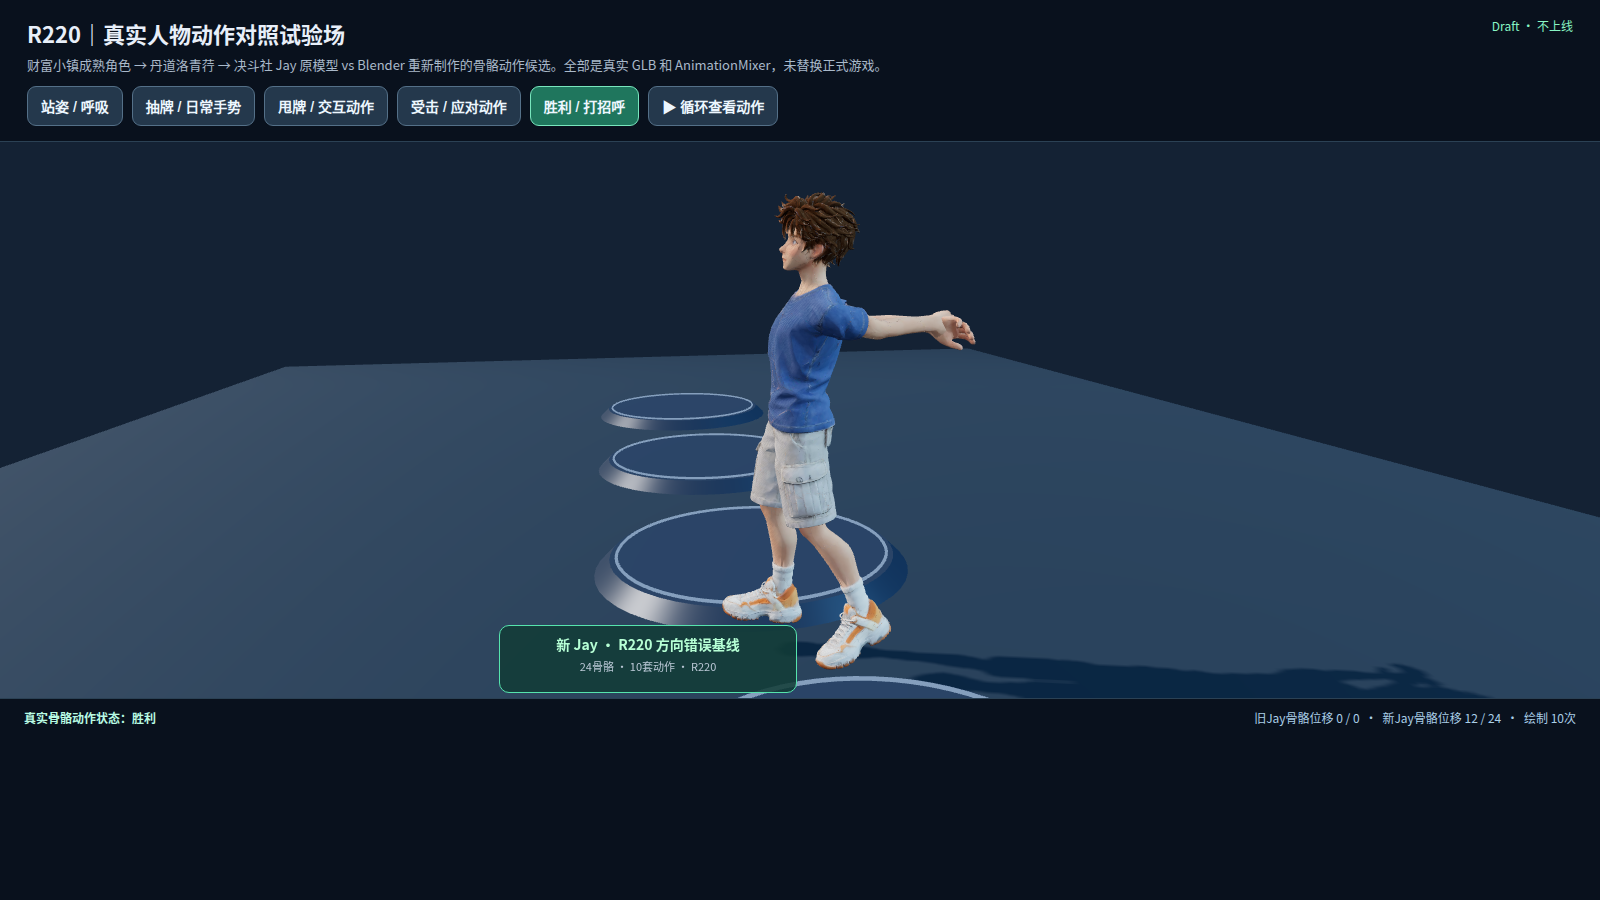 R220｜真实人物动作对照试验场
Draft · 不上线
财富小镇成熟角色 → 丹道洛青荇 → 决斗社 Jay 原模型 vs Blender 重新制作的骨骼动作候选。全部是真实 GLB 和 AnimationMixer，未替换正式游戏。
站姿 / 呼吸
抽牌 / 日常手势
甩牌 / 交互动作
受击 / 应对动作
胜利 / 打招呼
▶ 循环查看动作
新 Jay · R220 方向错误基线
24骨骼 · 10套动作 · R220
真实骨骼动作状态：胜利
旧Jay骨骼位移 0 / 0 · 新Jay骨骼位移 12 / 24 · 绘制 10次